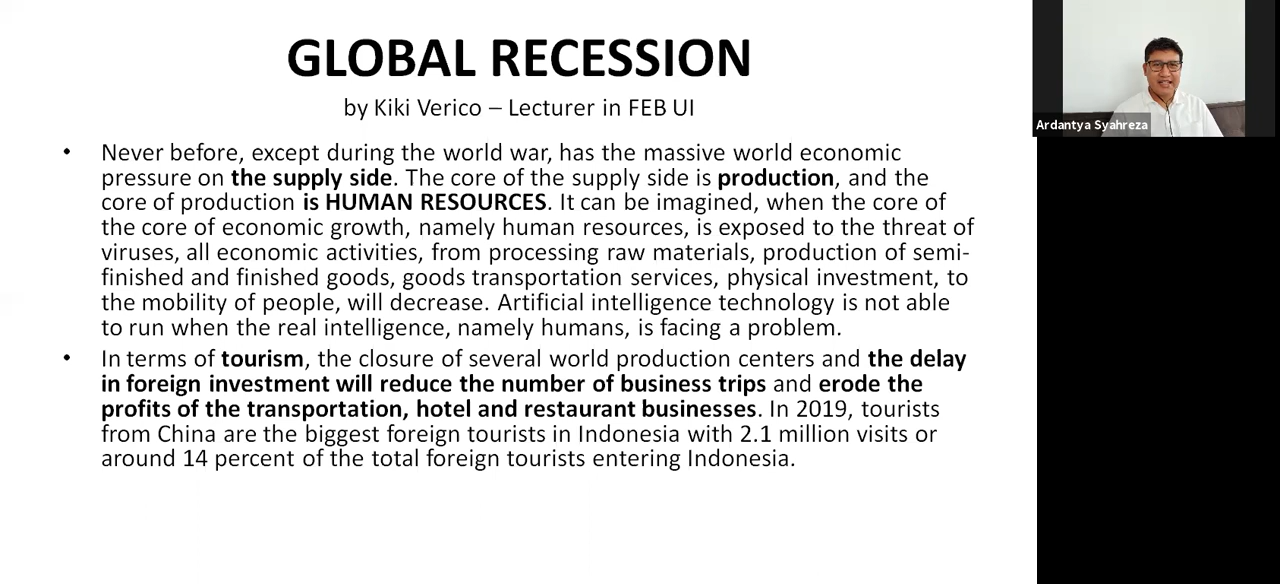 GLOBAL RECESSION
by Kiki Verico – Lecturer in FEB UI
• Never before, except during the world war, has the massive world economic
pressure on the supply side. The core of the supply side is production, and the
core of production is HUMAN RESOURCES. It can be imagined, when the core of
the core of economic growth, namely human resources, is exposed to the threat of
viruses, all economic activities, from processing raw materials, production of semi-
finished and finished goods, goods transportation services, physical investment, to
the mobility of people, will decrease. Artificial intelligence technology is not able
to run when the real intelligence, namely humans, is facing a problem.
• In terms of tourism, the closure of several world production centers and the delay
in foreign investment will reduce the number of business trips and erode the
profits of the transportation, hotel and restaurant businesses. In 2019, tourists
from China are the biggest foreign tourists in Indonesia with 2.1 million visits or
around 14 percent of the total foreign tourists entering Indonesia.
Ardantya Syahreza